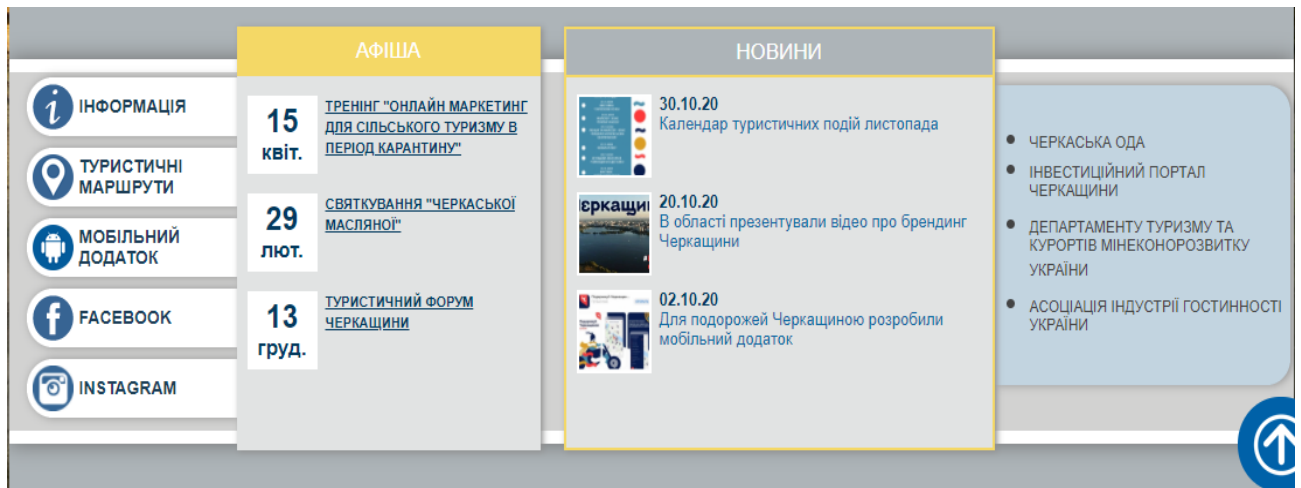 ІНФОРМАЦІЯ
ТУРИСТИЧНІ
МАРШРУТИ
МОБІЛЬНИЙ
ДОДАТОК
FACEBOOK
INSTAGRAM
АФІША
15
квіт.
ТРЕНІНГ "ОНЛАЙН МАРКЕТИНГ
ДЛЯ СІЛЬСЬКОГО ТУРИЗМУ В
ПЕРІОД КАРАНТИНУ"
29
лют.
СВЯТКУВАННЯ "ЧЕРКАСЬКОЇ
МАСЛЯНОЇ"
13
груд.
ТУРИСТИЧНИЙ ФОРУМ
ЧЕРКАЩИНИ
НОВИНИ
30.10.20
Календар туристичних подій листопада
20.10.20
В області презентували відео про брендинг
Черкащини
02.10.20
Для подорожей Черкащиною розробили
мобільний додаток
ЧЕРКАСЬКА ОДА
ІНВЕСТИЦІЙНИЙ ПОРТАЛ
ЧЕРКАЩИНИ
ДЕПАРТАМЕНТУ ТУРИЗМУ ТА
КУРОРТІВ МІНЕКОНОРОЗВИТКУ
УКРАЇНИ
АСОЦІАЦІЯ ІНДУСТРІЇ ГОСТИННОСТІ
УКРАЇНИ